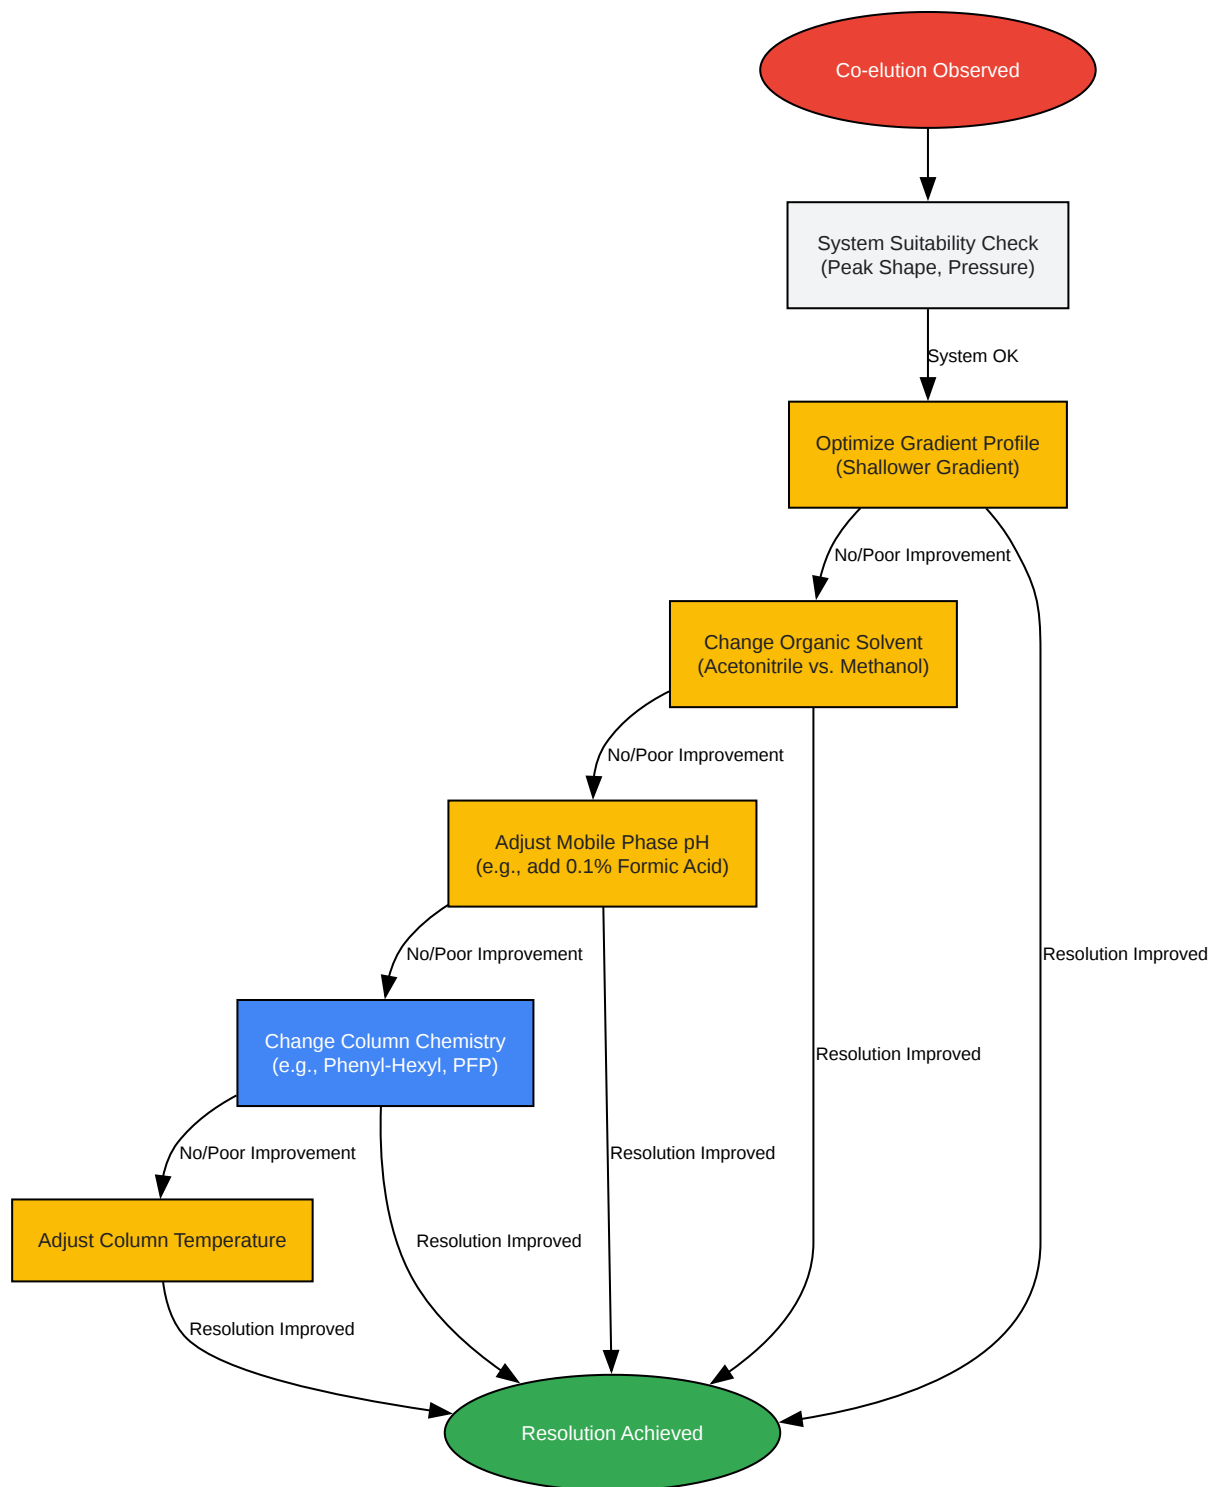 Co-elution Observed
System Suitability Check
(Peak Shape, Pressure)
System OK
Optimize Gradient Profile
(Shallower Gradient)
No/Poor Improvement
Change Organic Solvent
(Acetonitrile vs. Methanol)
No/Poor Improvement
Adjust Mobile Phase pH
(e.g., add 0.1% Formic Acid)
No/Poor Improvement
Resolution Improved
Change Column Chemistry
(e.g., Phenyl-Hexyl, PFP)
Resolution Improved
No/Poor Improvement
Resolution Improved
Adjust Column Temperature
Resolution Improved
Resolution Improved
Resolution Achieved